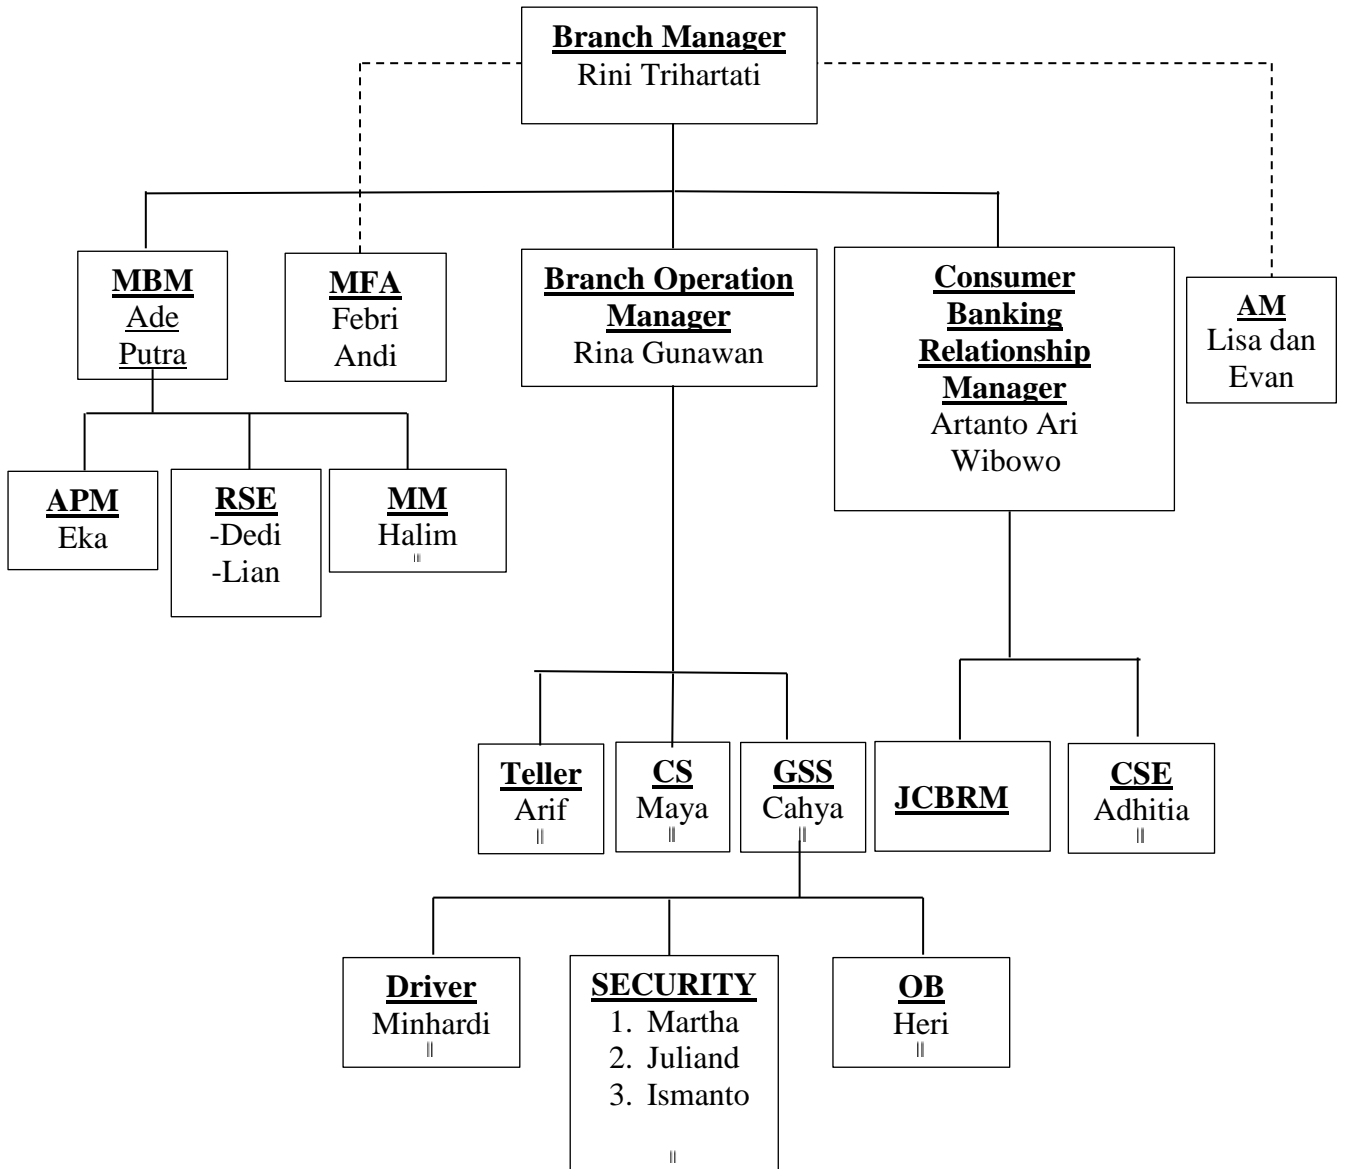 Branch Manager
Rini Trihartati
MBM
Ade
Putra
MFA
Febri
Andi
Branch Operation
Manager
Rina Gunawan
Consumer
Banking
Relationship
Manager
Artanto Ari
Wibowo
AM
Lisa dan
Evan
APM
Eka
RSE
-Dedi
-Lian
MM
Halim
Teller
Arif
CS
Maya
GSS
Cahya
JCBRM
CSE
Adhitia
Driver
Minhardi
SECURITY
1. Martha
2. Juliand
3. Ismanto
OB
Heri